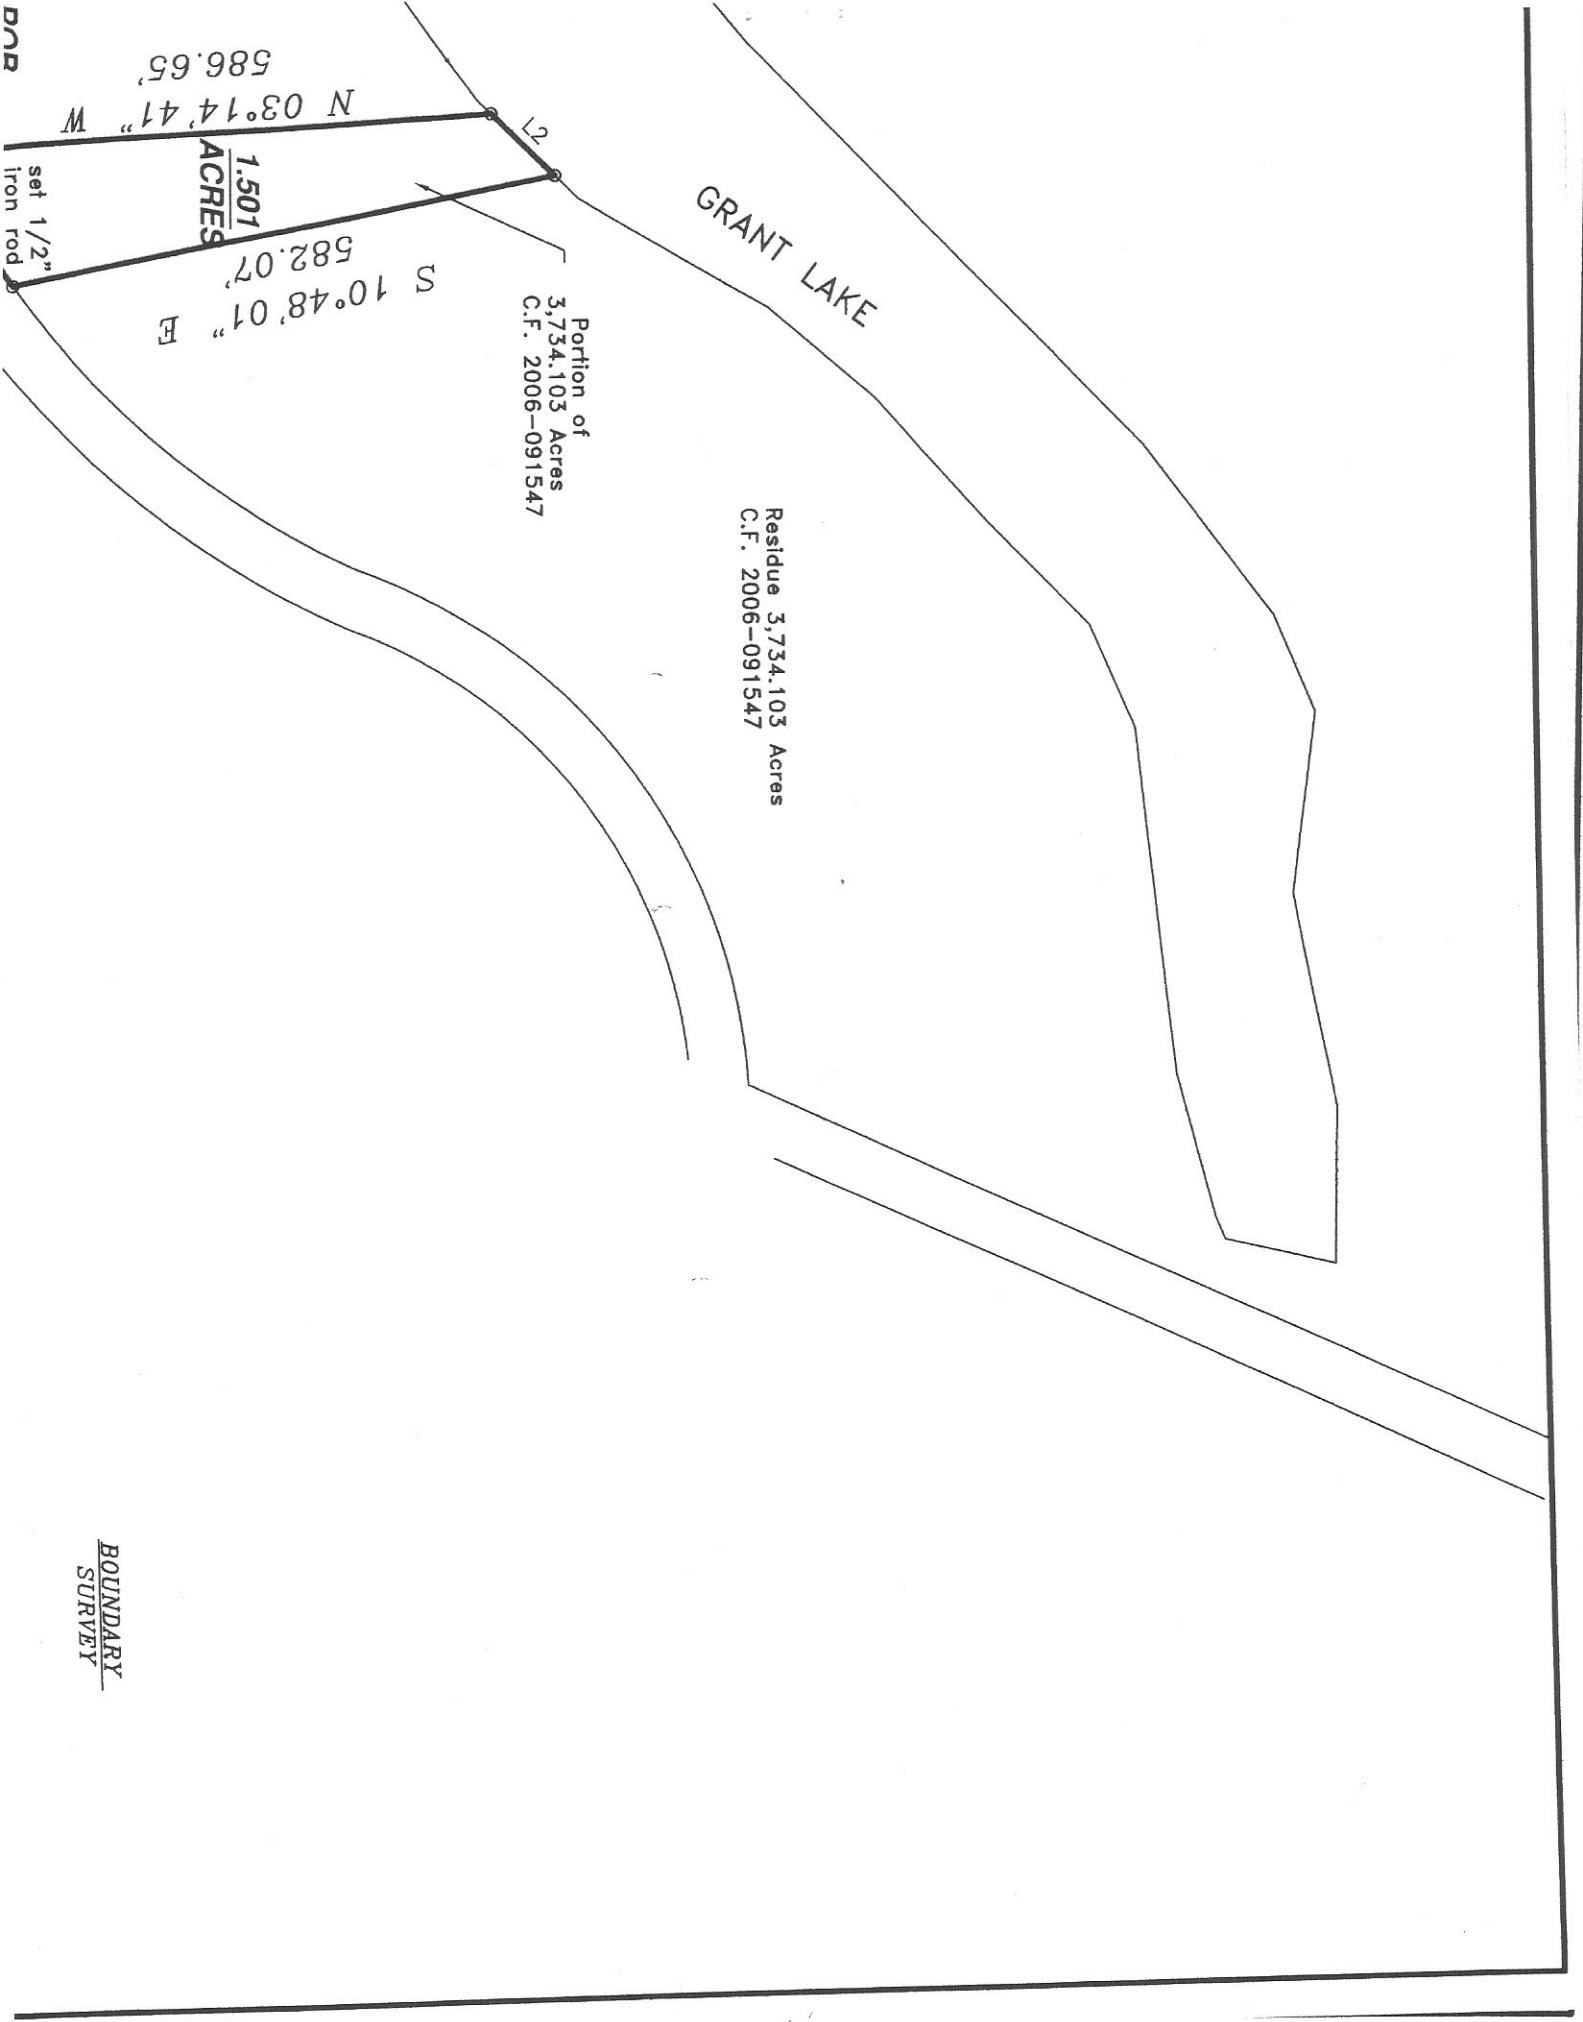 GRANT LAKE
L2
N 03°14'41" W
586.65'
1.501
ACRES
S 10°48'01" E
582.07'
set 1/2"
iron rod
Portion of
3,734.103 Acres
C.F. 2006-091547
Residue 3,734.103 Acres
C.F. 2006-091547
BOUNDARY
SURVEY